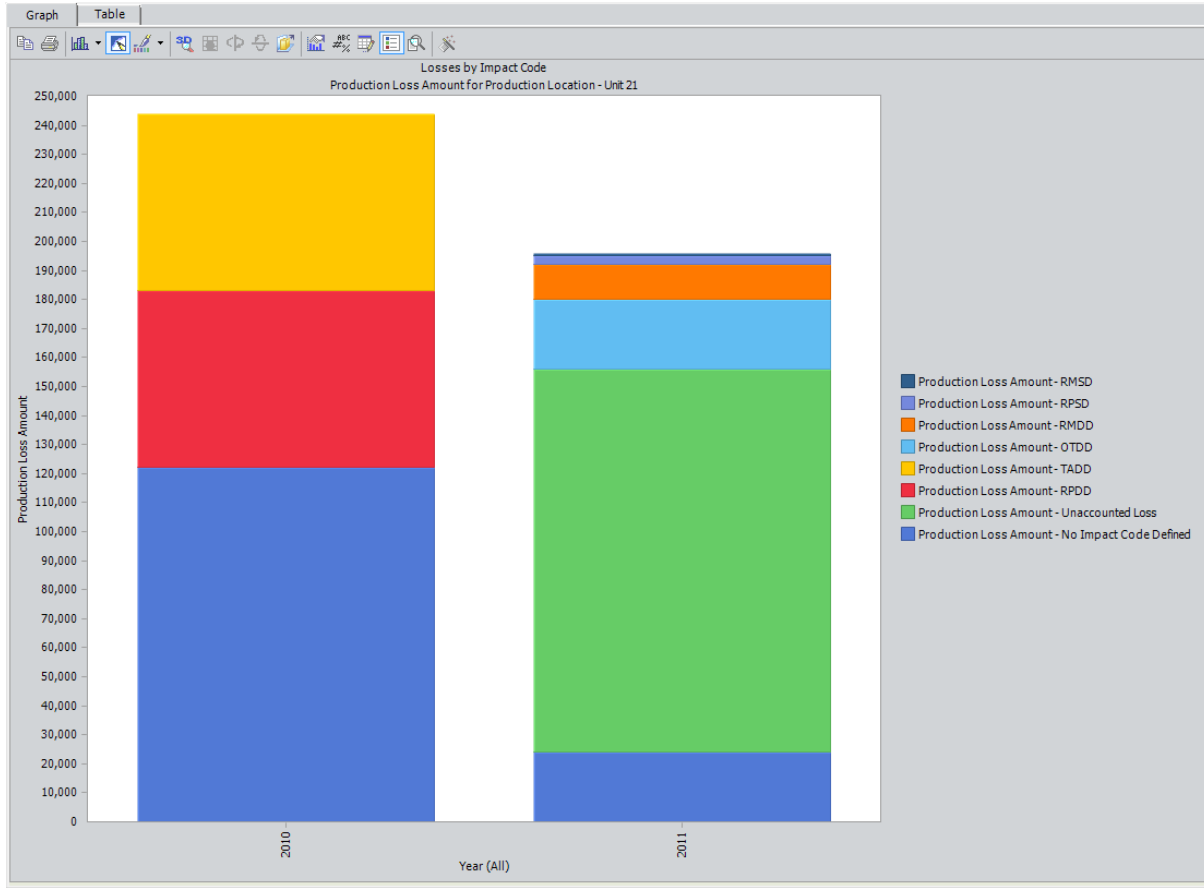 Graph
Table
3D
ABC
#%
Losses by Impact Code
Production Loss Amount for Production Location - Unit 21
Production Loss Amount
250,000
240,000
230,000
220,000
210,000
200,000
190,000
180,000
170,000
160,000
150,000
140,000
130,000
120,000
110,000
100,000
90,000
80,000
70,000
60,000
50,000
40,000
30,000
20,000
10,000
0
2010
2011
Year (All)
Production Loss Amount - RMSD
Production Loss Amount - RPSD
Production Loss Amount - RMDD
Production Loss Amount - OTDD
Production Loss Amount - TADD
Production Loss Amount - RPDD
Production Loss Amount - Unaccounted Loss
Production Loss Amount - No Impact Code Defined